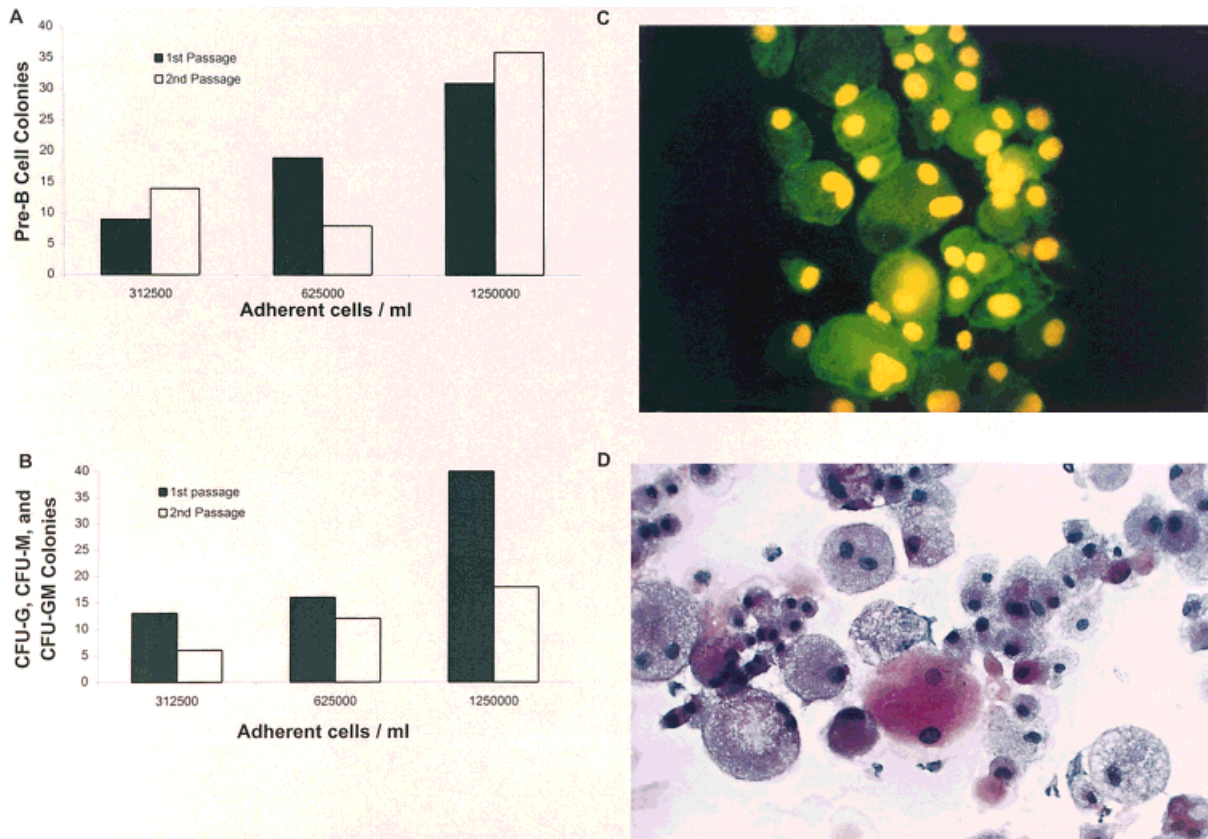 A
Pre-B Cell Colonies
40
35
30
25
20
15
10
5
0
1st Passage
2nd Passage
312500
625000
1250000
Adherent cells / ml
B
CFU-G, CFU-M, and
CFU-GM Colonies
40
35
30
25
20
15
10
5
0
1st passage
2nd Passage
312500
625000
1250000
Adherent cells / ml
C
D